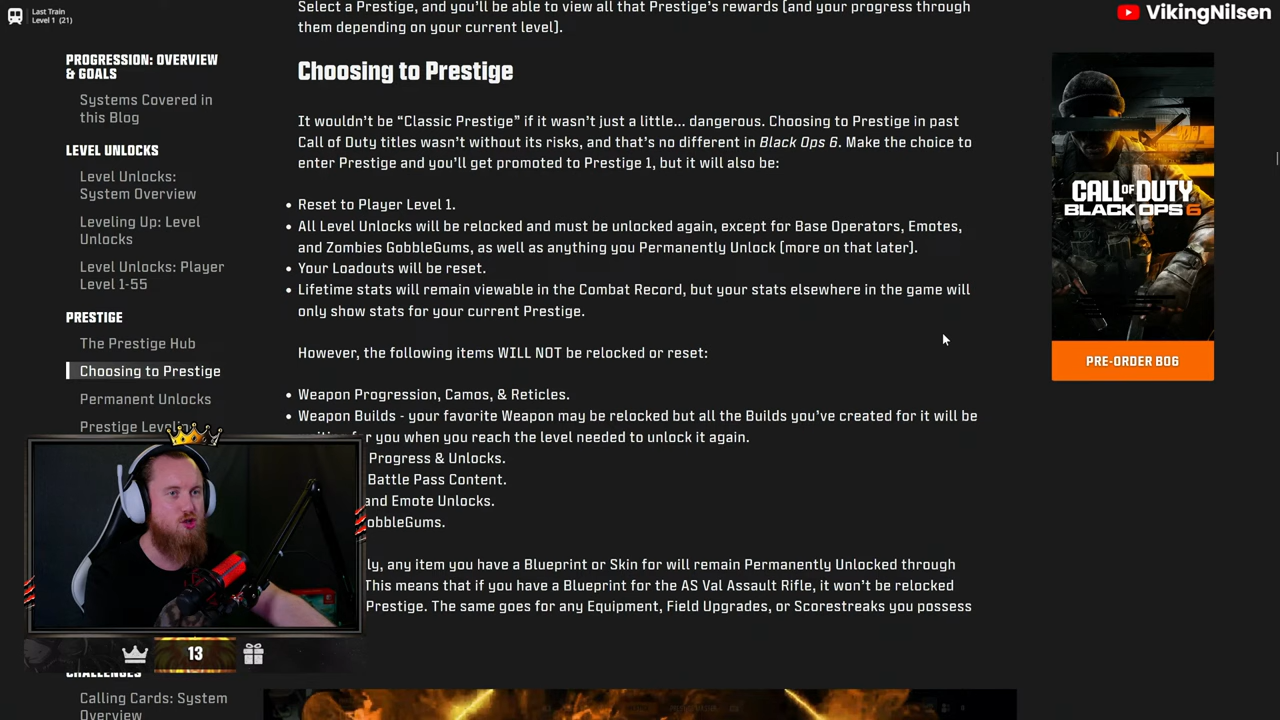 Last Train
Level 1 (21)
VikingNilsen
PROGRESSION: OVERVIEW
& GOALS
Systems Covered in
this Blog
LEVEL UNLOCKS
Level Unlocks:
System Overview
Leveling Up: Level
Unlocks
Level Unlocks: Player
Level 1-55
PRESTIGE
The Prestige Hub
Choosing to Prestige
Permanent Unlocks
Prestige
13
Calling Cards: System
Overview
Select a Prestige, and you'll be able to view all that Prestige's rewards (and your progress through
them depending on your current level).
Choosing to Prestige
It wouldn't be “Classic Prestige” if it wasn't just a little... dangerous. Choosing to Prestige in past
Call of Duty titles wasn't without its risks, and that's no different in Black Ops 6. Make the choice to
enter Prestige and you'll get promoted to Prestige 1, but it will also be:
• Reset to Player Level 1.
• All Level Unlocks will be relocked and must be unlocked again, except for Base Operators, Emotes,
and Zombies GobbleGums, as well as anything you Permanently Unlock (more on that later).
• Your Loadouts will be reset.
• Lifetime stats will remain viewable in the Combat Record, but your stats elsewhere in the game will
only show stats for your current Prestige.
However, the following items WILL NOT be relocked or reset:
• Weapon Progression, Camos, & Reticles.
• Weapon Builds - your favorite Weapon may be relocked but all the Builds you've created for it will be
for you when you reach the level needed to unlock it again.
Progress & Unlocks.
Battle Pass Content.
and Emote Unlocks.
obbleGums.
ly, any item you have a Blueprint or Skin for will remain Permanently Unlocked through
This means that if you have a Blueprint for the AS Val Assault Rifle, it won't be relocked
Prestige. The same goes for any Equipment, Field Upgrades, or Scorestreaks you possess
CALL OF DUTY
BLACK OPS 6
PRE-ORDER BO6